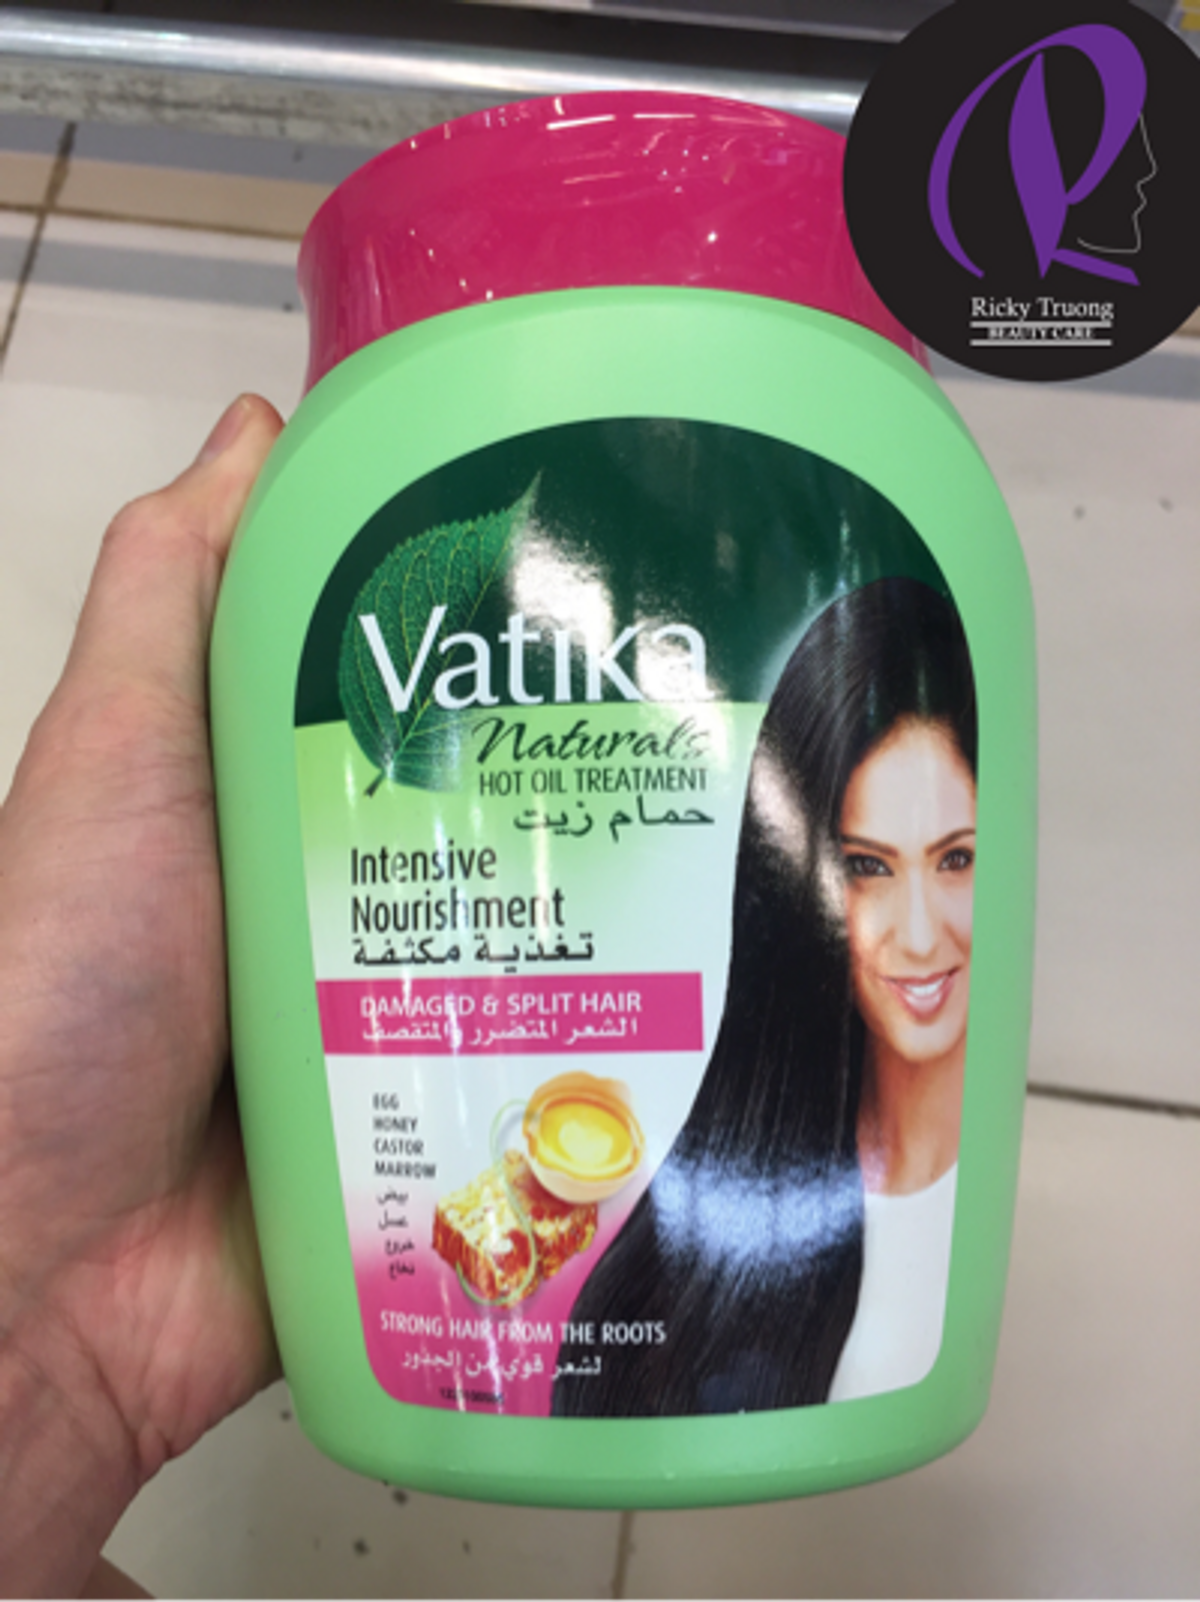 Ricky Truong
BEAUTY CARE
Vatika
Naturals
HOT OIL TREATMENT
حمام زيت
Intensive
Nourishment
تغذية مكثفة
DAMAGED & SPLIT HAIR
الشعر المتضرر والمتقصف
EGG
HONEY
CASTOR
MARROW
بيض
عسل
خروع
نخاع
STRONG HAIR FROM THE ROOTS
لشعر قوي من الجذور